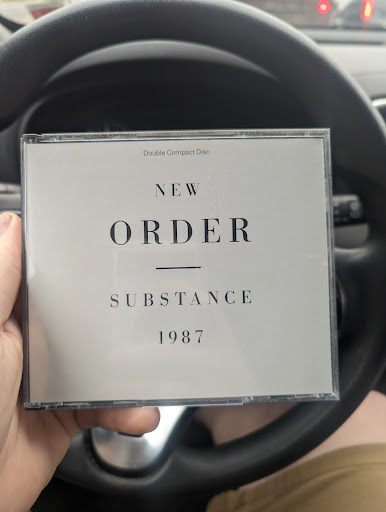 Double Compact Disc
NEW
ORDER
SUBSTANCE
1987